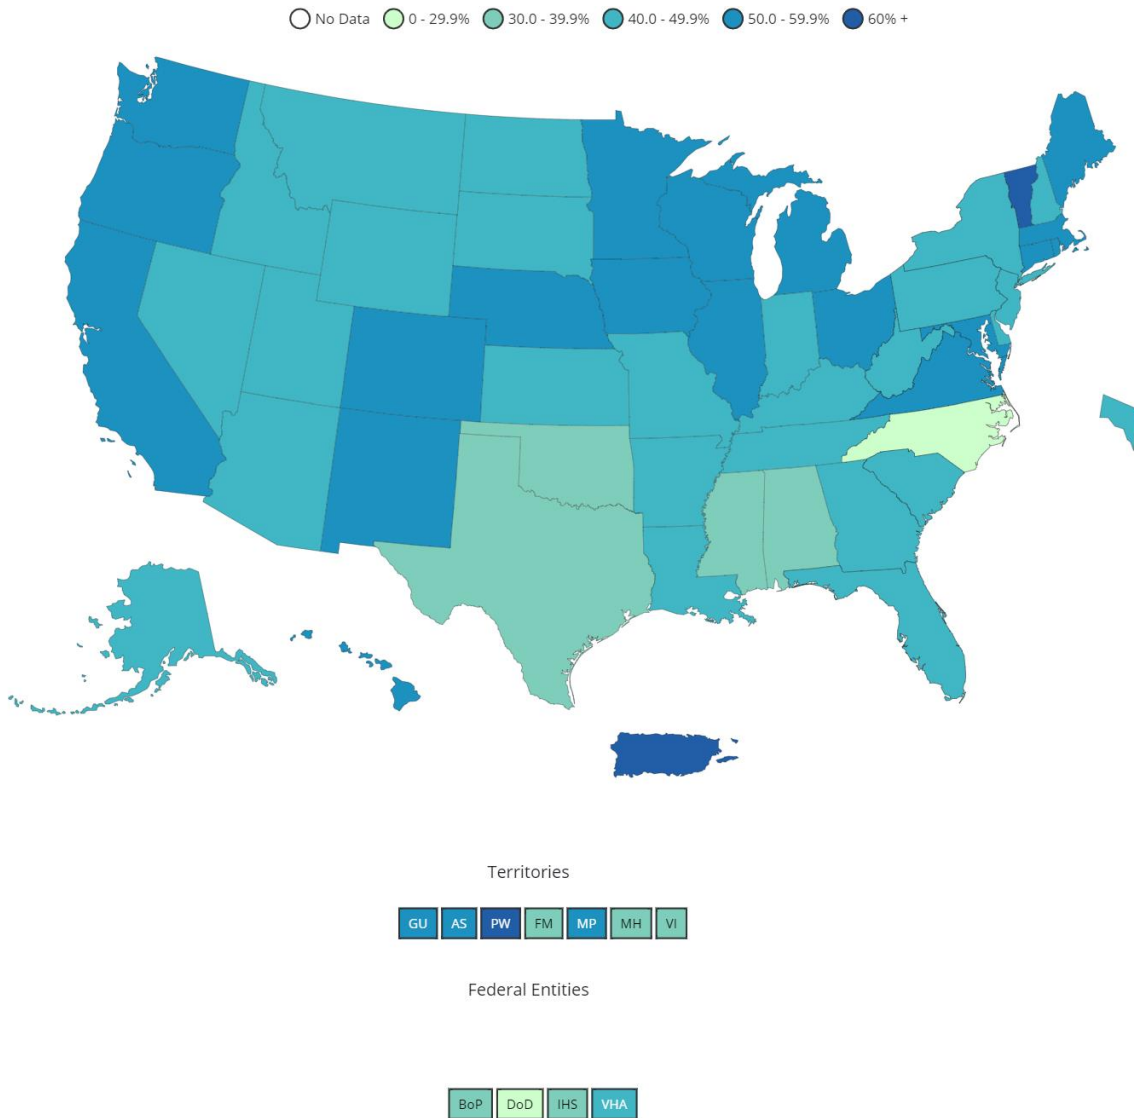 No Data 0 - 29.9% 30.0 - 39.9% 40.0 - 49.9% 50.0 - 59.9% 60% +
Territories
GU AS PW FM MP MH VI
Federal Entities
BoP DoD IHS VHA